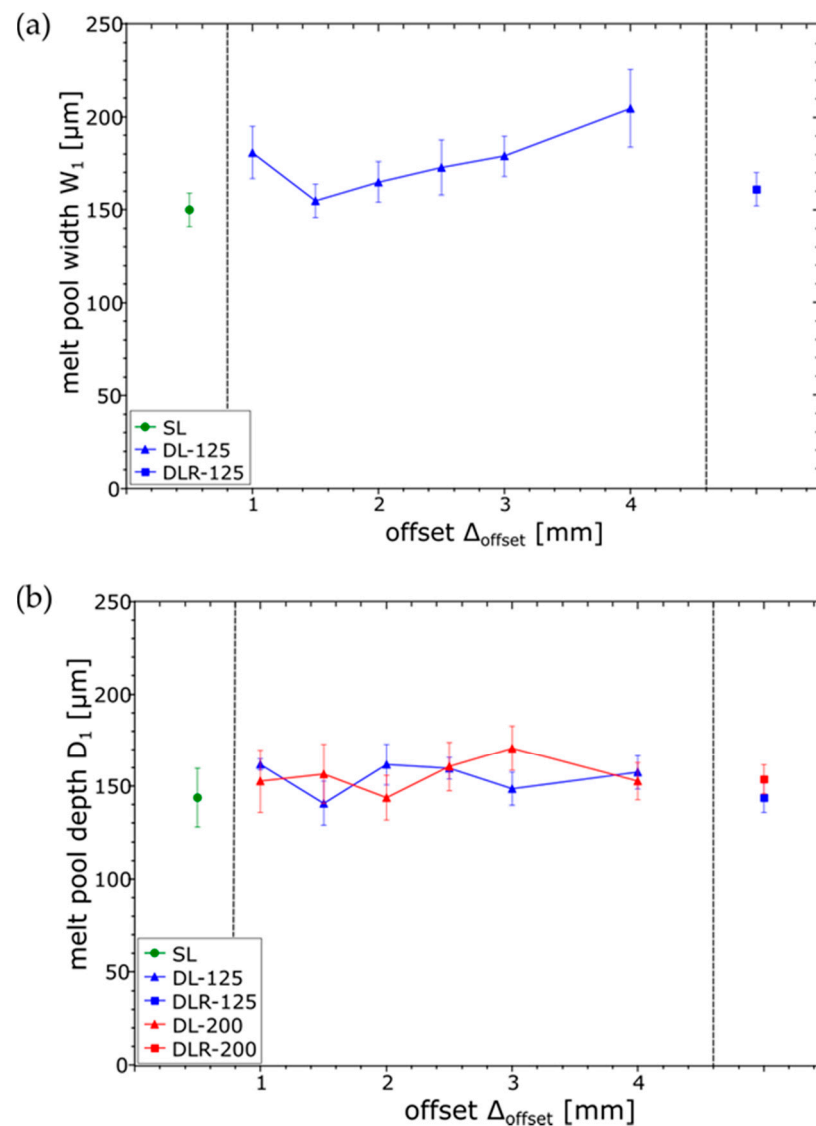 (a)
melt pool width W₁ [µm]
250
200
150
100
50
0
SL
DL-125
DLR-125
1 2 3 4
offset Δoffset [mm]
(b)
melt pool depth D₁ [µm]
250
200
150
100
50
0
SL
DL-125
DLR-125
DL-200
DLR-200
1 2 3 4
offset Δoffset [mm]